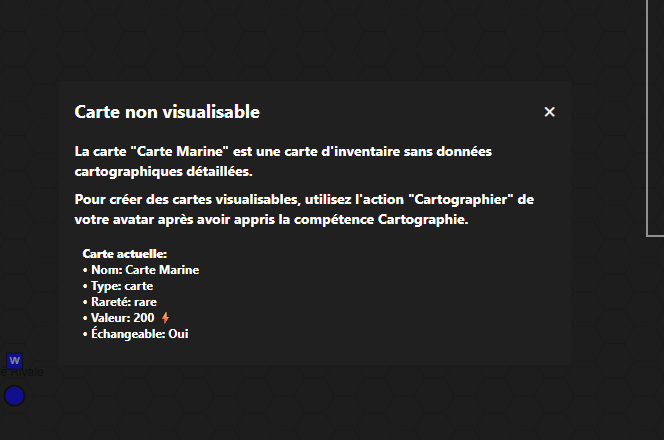 Carte non visualisable
×
La carte "Carte Marine" est une carte d'inventaire sans données
cartographiques détaillées.
Pour créer des cartes visualisables, utilisez l'action "Cartographier" de
votre avatar après avoir appris la compétence Cartographie.
Carte actuelle:
• Nom: Carte Marine
• Type: carte
• Rareté: rare
• Valeur: 200 ⚡
• Échangeable: Oui
W